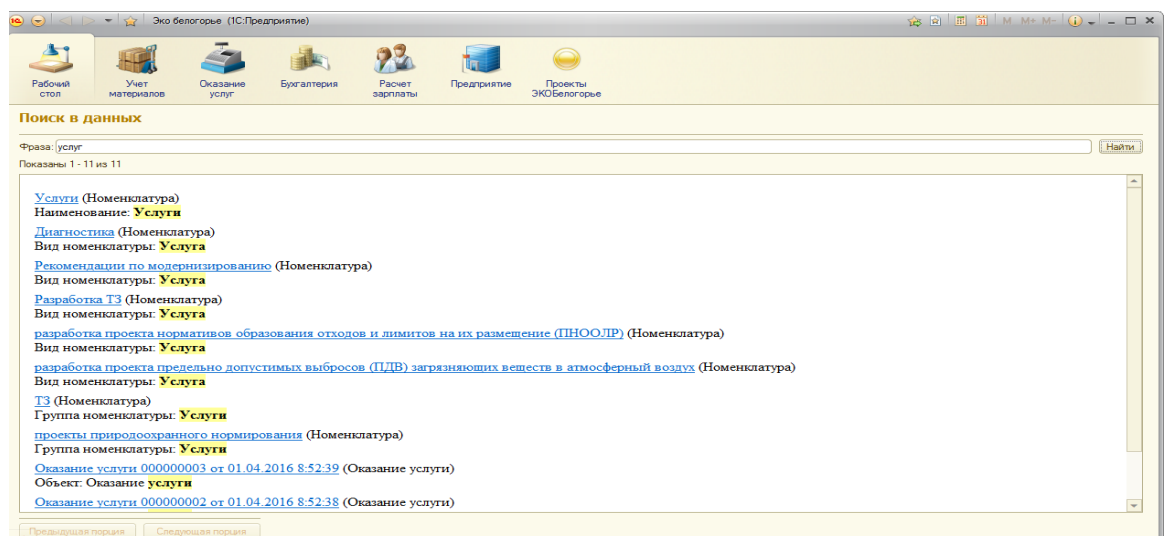 Эко белогорье (1С:Предприятие)
M M+ M-
Рабочий стол
Учет материалов
Оказание услуг
Бухгалтерия
Расчет зарплаты
Предприятие
Проекты ЭКОБелогорье
Поиск в данных
Фраза: услуг Найти
Показаны 1 - 11 из 11
Услуги (Номенклатура)
Наименование: Услуги
Диагностика (Номенклатура)
Вид номенклатуры: Услуга
Рекомендации по модернизированию (Номенклатура)
Вид номенклатуры: Услуга
Разработка ТЗ (Номенклатура)
Вид номенклатуры: Услуга
разработка проекта нормативов образования отходов и лимитов на их размещение (ПНООЛР) (Номенклатура)
Вид номенклатуры: Услуга
разработка проекта предельно допустимых выбросов (ПДВ) загрязняющих веществ в атмосферный воздух (Номенклатура)
Вид номенклатуры: Услуга
ТЗ (Номенклатура)
Группа номенклатуры: Услуги
проекты природоохранного нормирования (Номенклатура)
Группа номенклатуры: Услуги
Оказание услуги 000000003 от 01.04.2016 8:52:39 (Оказание услуги)
Объект: Оказание услуги
Оказание услуги 000000002 от 01.04.2016 8:52:38 (Оказание услуги)
Предыдущая порция Следующая порция